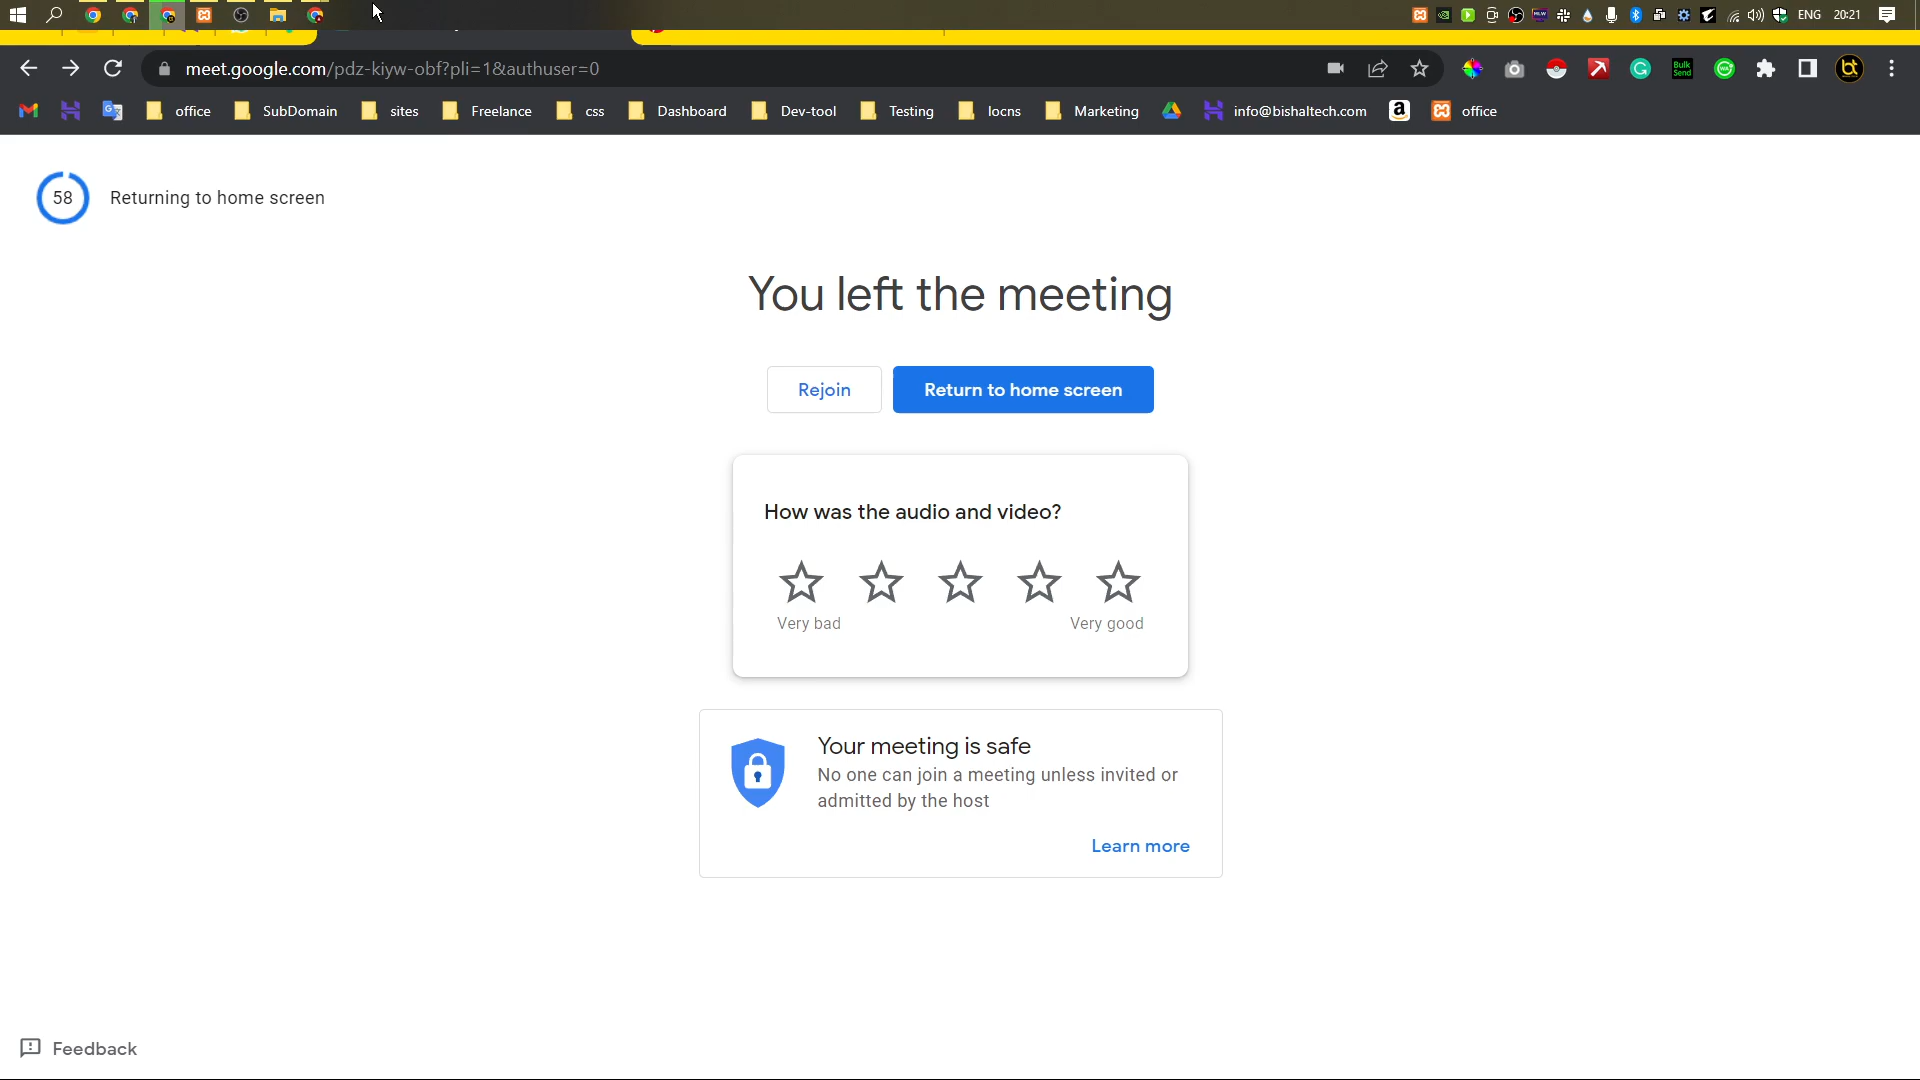 ENG 20:21
meet.google.com/pdz-kiyw-obf?pli=1&authuser=0
Bulk Send
bt
office SubDomain sites Freelance css Dashboard Dev-tool Testing locns Marketing info@bishaltech.com office
58 Returning to home screen
You left the meeting
Rejoin Return to home screen
How was the audio and video?
Very bad Very good
Your meeting is safe
No one can join a meeting unless invited or
admitted by the host
Learn more
Feedback